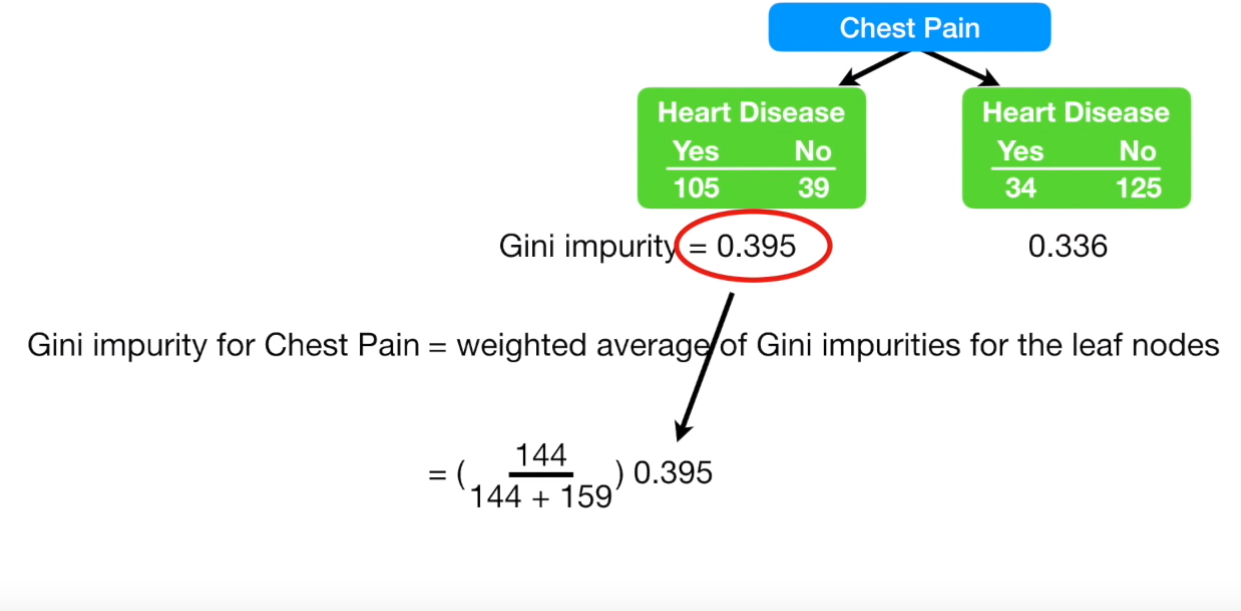 Chest Pain
Heart Disease
Yes No
105 39
Heart Disease
Yes No
34 125
Gini impurity = 0.395
0.336
Gini impurity for Chest Pain = weighted average of Gini impurities for the leaf nodes
= ( 144 / 144 + 159 ) 0.395